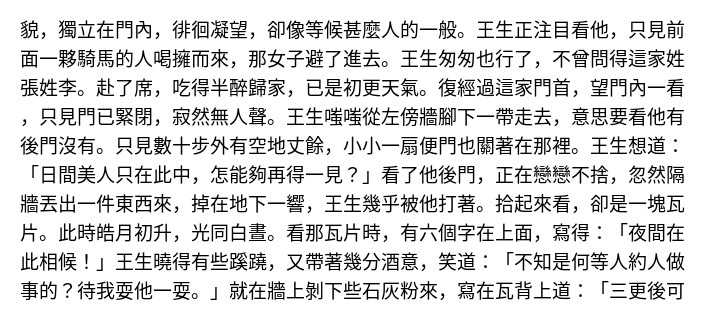 貌，獨立在門內，徘徊凝望，卻像等候甚麼人的一般。王生正注目看他，只見前
面一夥騎馬的人喝擁而來，那女子避了進去。王生匆匆也行了，不曾問得這家姓
張姓李。赴了席，吃得半醉歸家，已是初更天氣。復經過這家門首，望門內一看
，只見門已緊閉，寂然無人聲。王生嗤嗤從左傍牆腳下一帶走去，意思要看他有
後門沒有。只見數十步外有空地丈餘，小小一扇便門也關著在那裡。王生想道：
「日間美人只在此中，怎能夠再得一見？」看了他後門，正在戀戀不捨，忽然隔
牆丟出一件東西來，掉在地下一響，王生幾乎被他打著。拾起來看，卻是一塊瓦
片。此時皓月初升，光同白晝。看那瓦片時，有六個字在上面，寫得：「夜間在
此相候！」王生曉得有些蹊蹺，又帶著幾分酒意，笑道：「不知是何等人約人做
事的？待我耍他一耍。」就在牆上剝下些石灰粉來，寫在瓦背上道：「三更後可